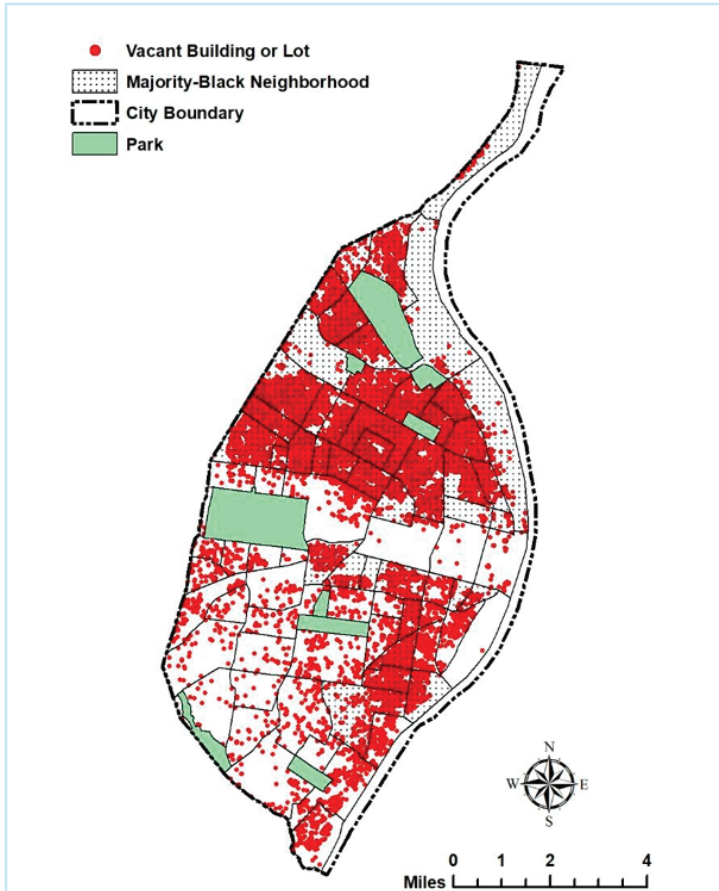 Vacant Building or Lot
Majority-Black Neighborhood
City Boundary
Park
N
W E
S
0 1 2 4
Miles